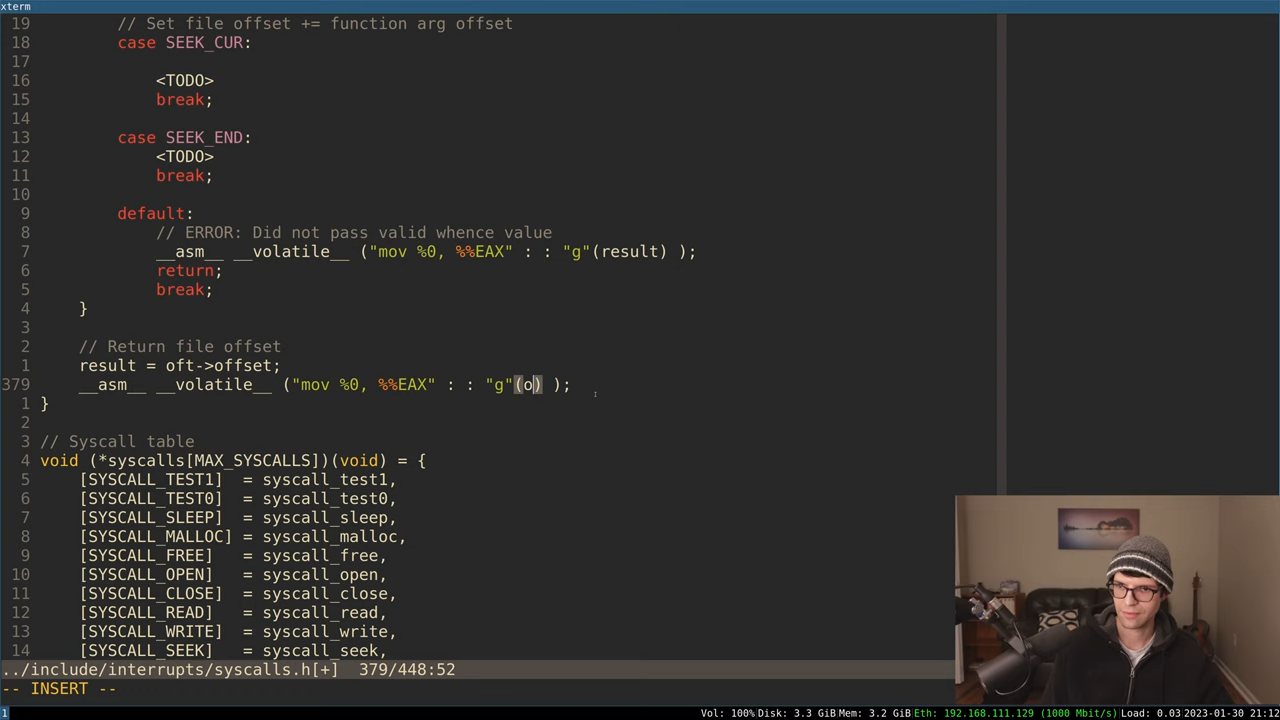 xterm
19 // Set file offset += function arg offset
18 case SEEK_CUR:
17
16 <TODO>
15 break;
14
13 case SEEK_END:
12 <TODO>
11 break;
10
9 default:
8 // ERROR: Did not pass valid whence value
7 __asm__ __volatile__ ("mov %0, %%EAX" : : "g"(result) );
6 return;
5 break;
4 }
3
2 // Return file offset
1 result = oft->offset;
379 __asm__ __volatile__ ("mov %0, %%EAX" : : "g"(o) );
1 }
2
3 // Syscall table
4 void (*syscalls[MAX_SYSCALLS])(void) = {
5 [SYSCALL_TEST1] = syscall_test1,
6 [SYSCALL_TEST0] = syscall_test0,
7 [SYSCALL_SLEEP] = syscall_sleep,
8 [SYSCALL_MALLOC] = syscall_malloc,
9 [SYSCALL_FREE] = syscall_free,
10 [SYSCALL_OPEN] = syscall_open,
11 [SYSCALL_CLOSE] = syscall_close,
12 [SYSCALL_READ] = syscall_read,
13 [SYSCALL_WRITE] = syscall_write,
14 [SYSCALL_SEEK] = syscall_seek,
../include/interrupts/syscalls.h[+] 379/448:52
-- INSERT --
1 Vol: 100% Disk: 3.3 GiB Mem: 3.2 GiB Eth: 192.168.111.129 (1000 Mbit/s) Load: 0.03 2023-01-30 21:12